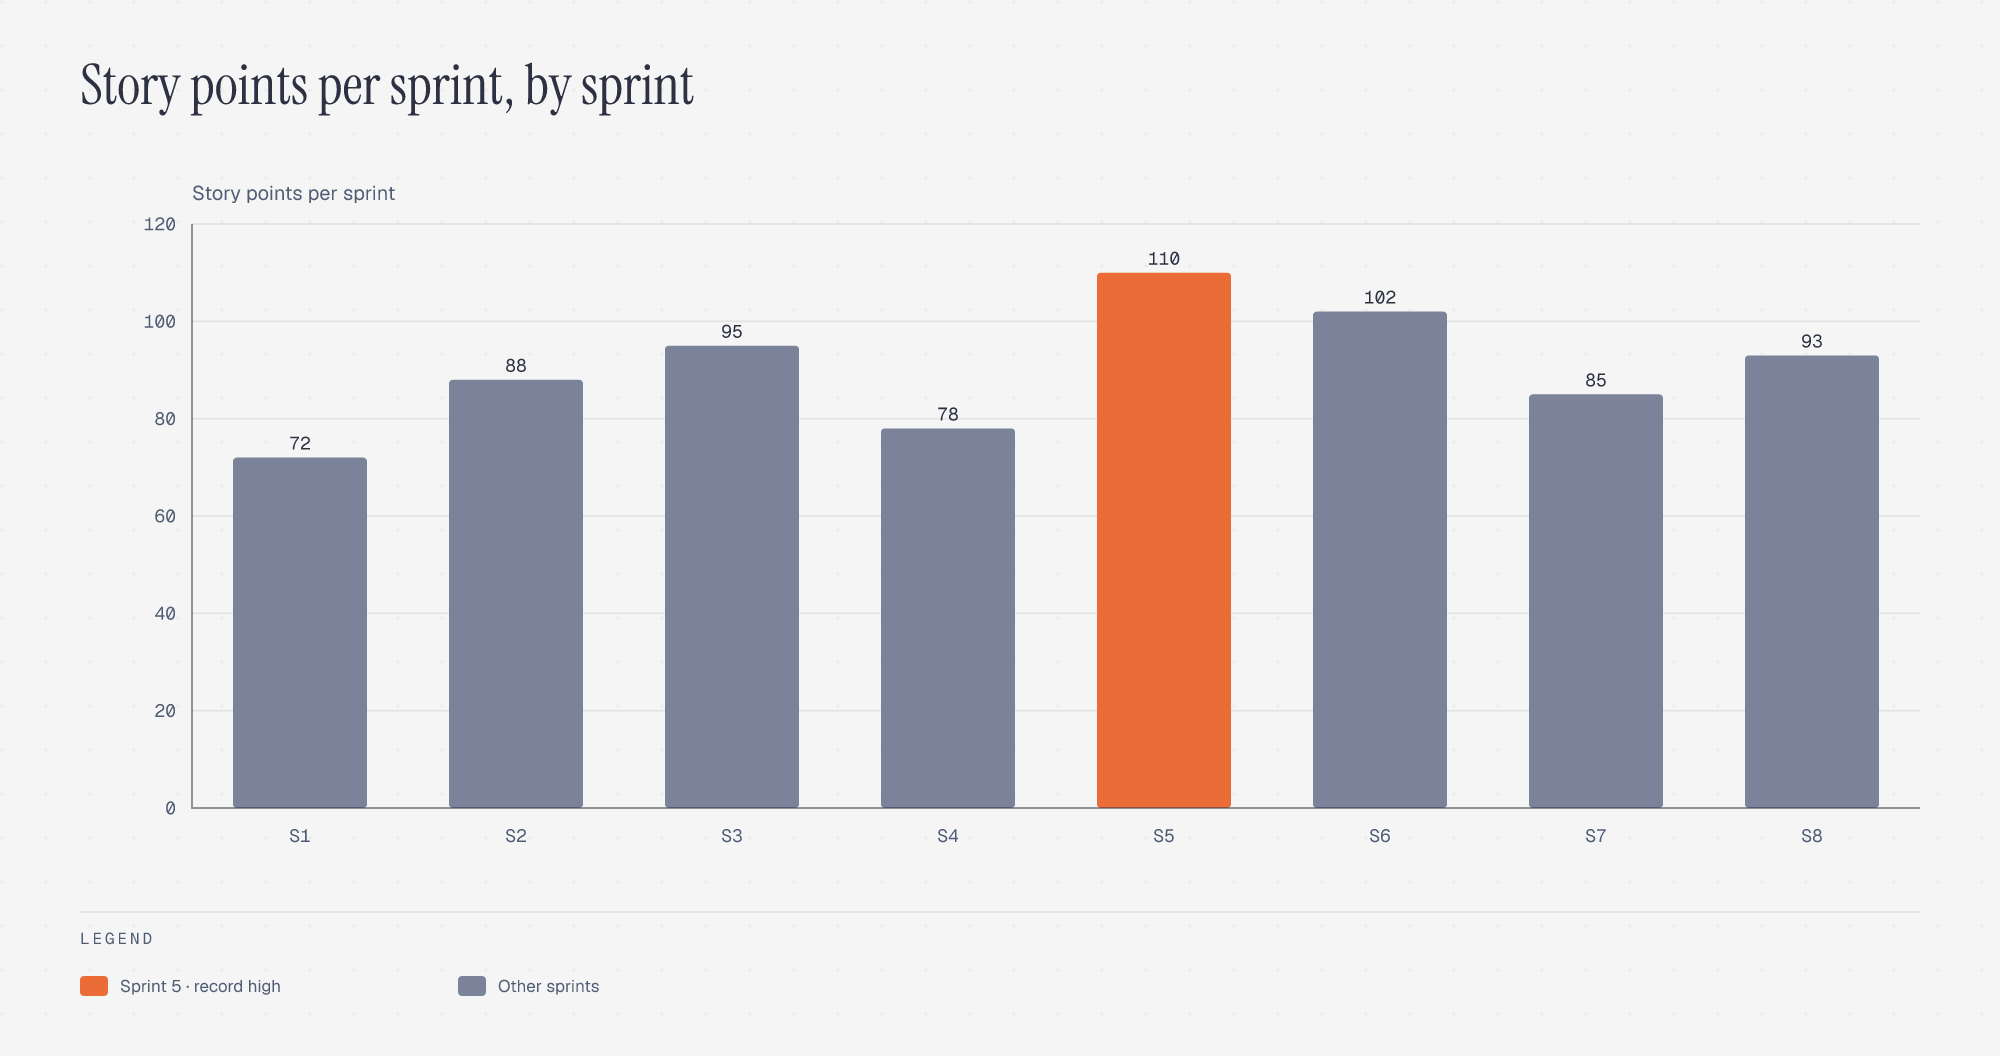 Story points per sprint, by sprint
Story points per sprint
120
100
80
60
40
20
0
72
88
95
78
110
102
85
93
S1 S2 S3 S4 S5 S6 S7 S8
LEGEND
Sprint 5 · record high
Other sprints